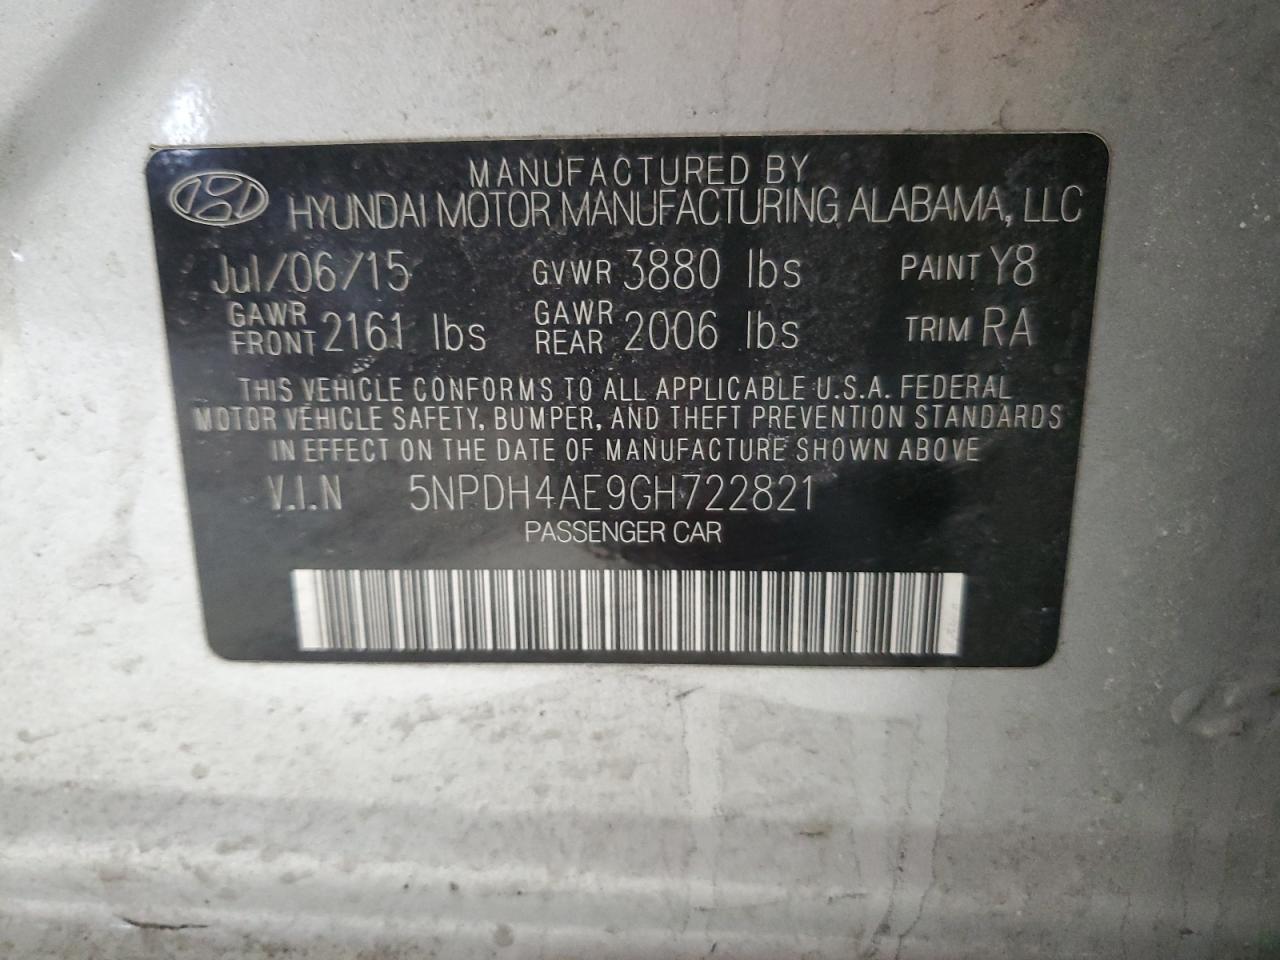 MANUFACTURED BY
HYUNDAI MOTOR MANUFACTURING ALABAMA, LLC
Jul/06/15 GVWR 3880 lbs PAINT Y8
GAWR FRONT 2161 lbs GAWR REAR 2006 lbs TRIM RA
THIS VEHICLE CONFORMS TO ALL APPLICABLE U.S.A. FEDERAL
MOTOR VEHICLE SAFETY, BUMPER, AND THEFT PREVENTION STANDARDS
IN EFFECT ON THE DATE OF MANUFACTURE SHOWN ABOVE
V.I.N 5NPDH4AE9GH722821
PASSENGER CAR